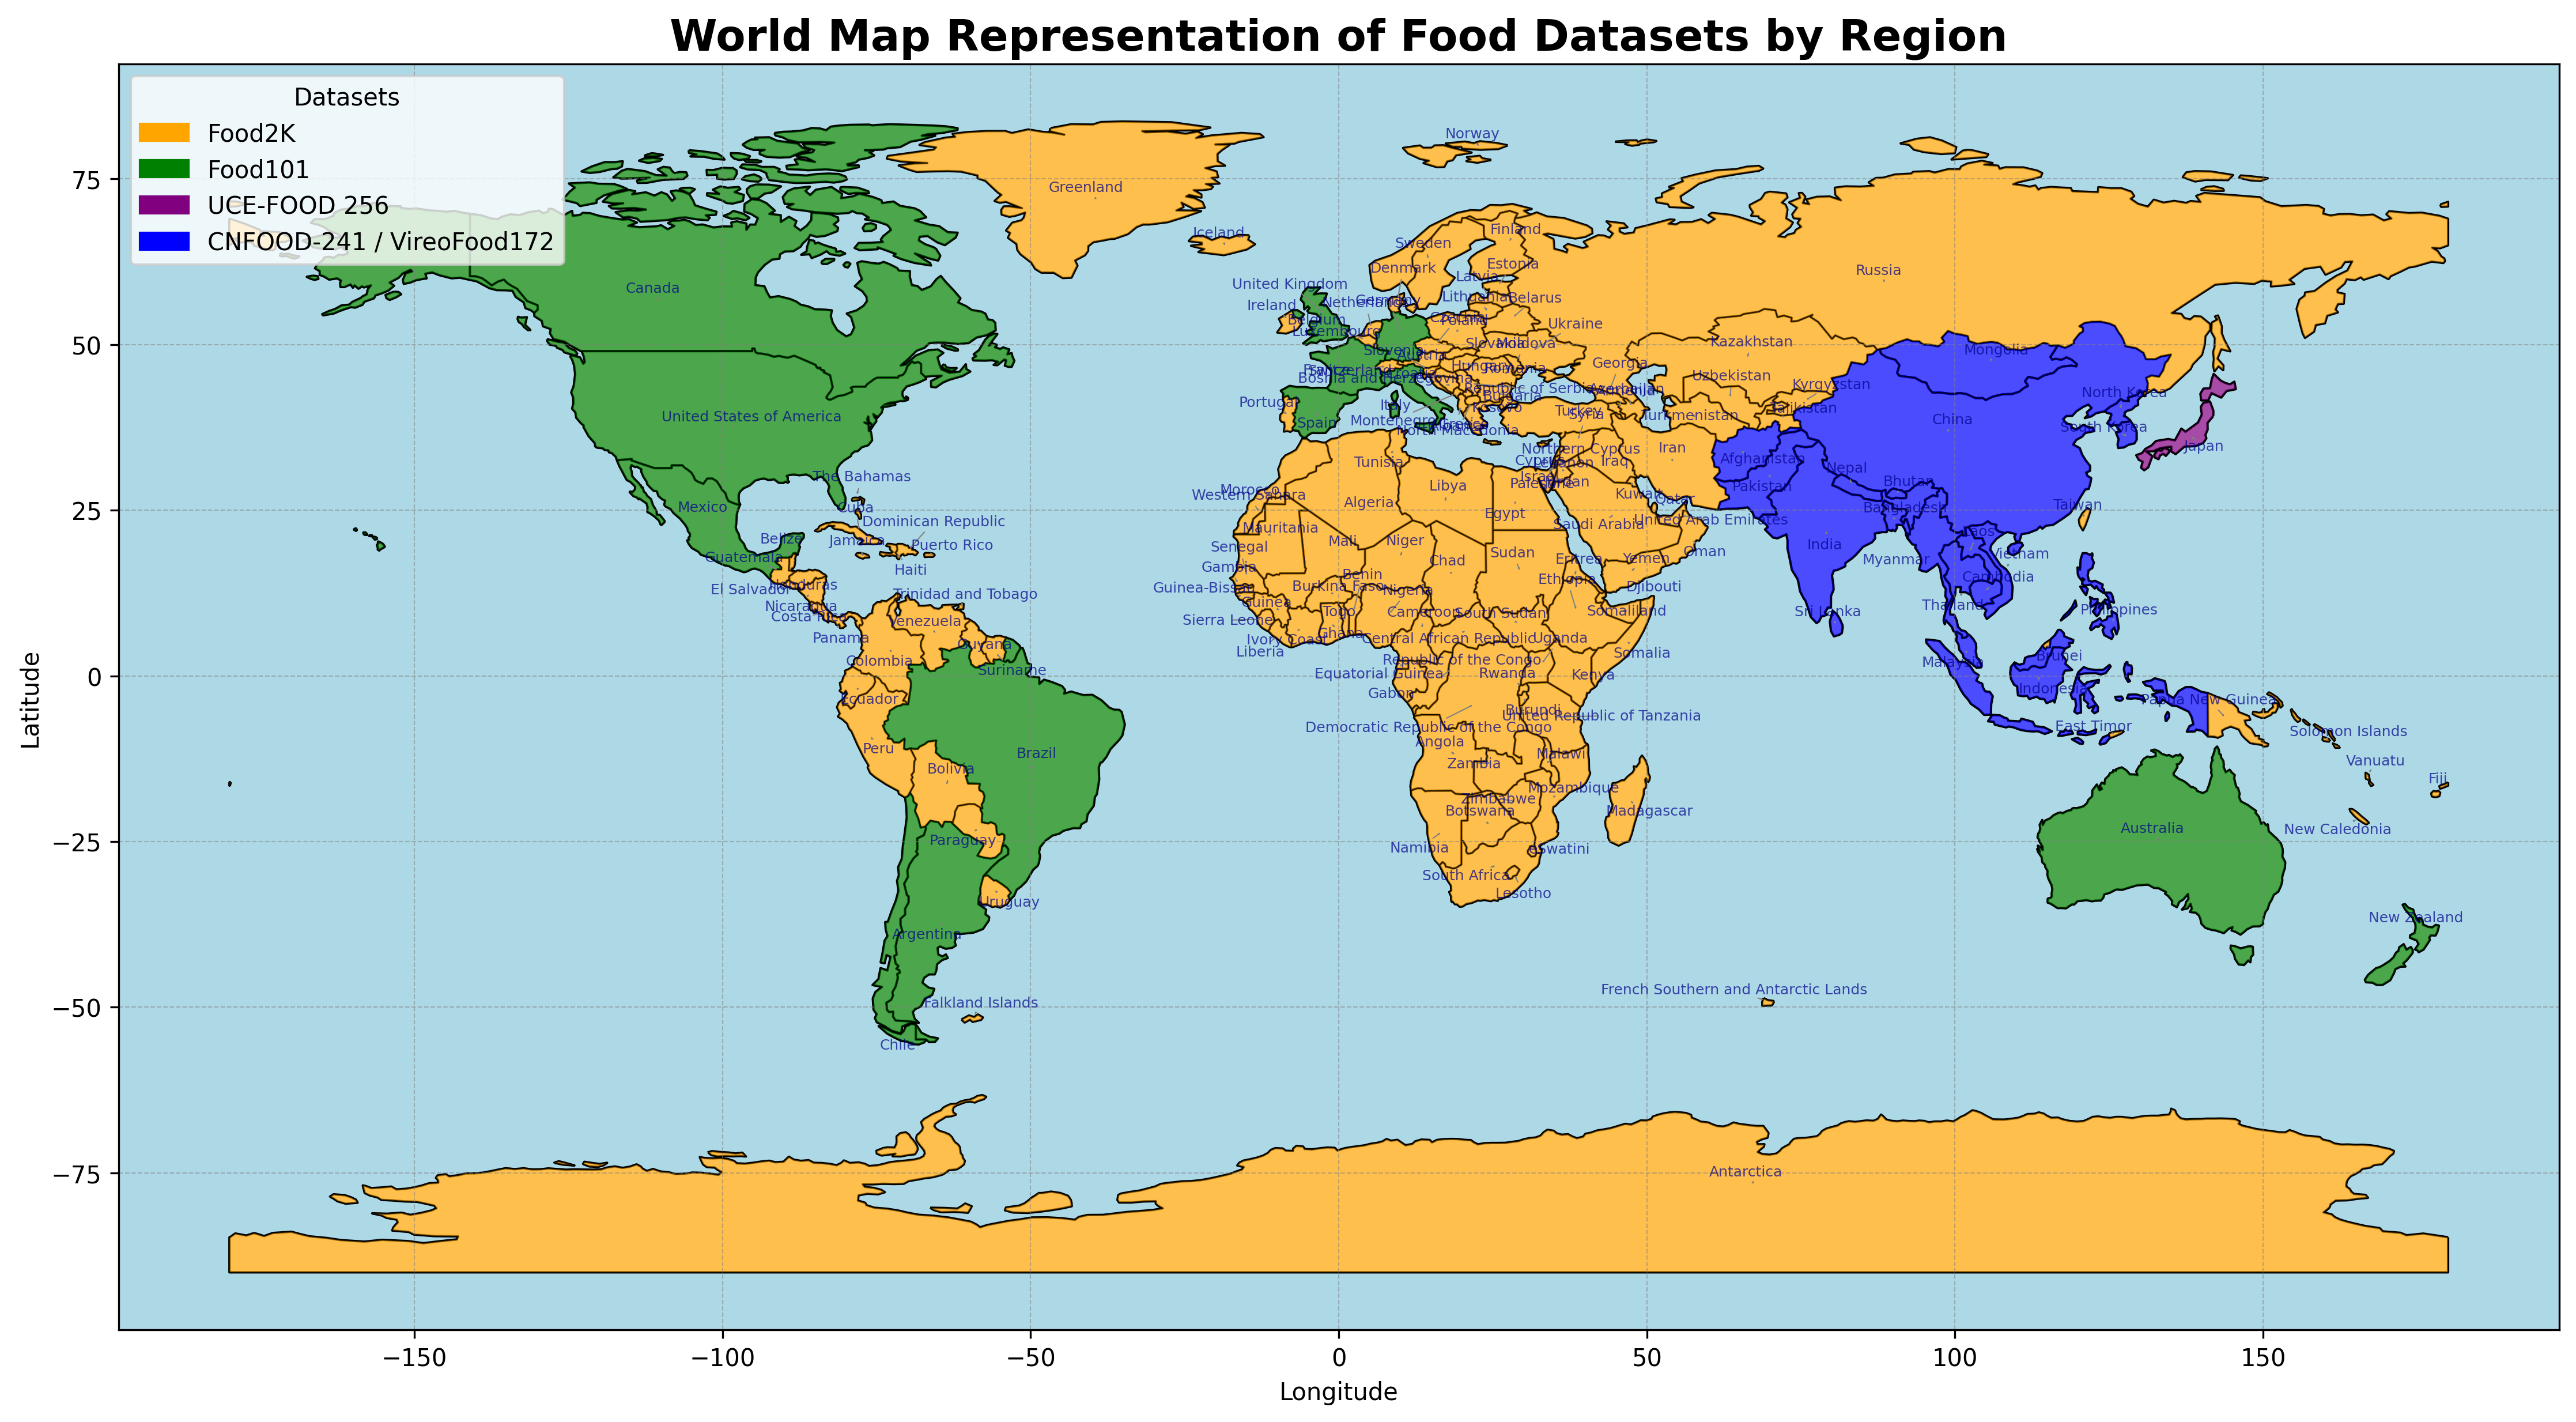 World Map Representation of Food Datasets by Region
Datasets
Food2K
Food101
UCE-FOOD 256
CNFOOD-241 / VireoFood172
Latitude
75
50
25
0
−25
−50
−75
−150
−100
−50
0
50
100
150
Longitude
Norway
Greenland
Iceland
Sweden
Finland
Denmark
Estonia
Latvia
Russia
Canada
United Kingdom
Ireland
Netherlands
Germany
Lithuania
Belarus
Belgium
Luxembourg
Czechia
Poland
Ukraine
Slovenia
Austria
Slovakia
Moldova
Kazakhstan
Mongolia
France
Switzerland
Croatia
Hungary
Romania
Georgia
Uzbekistan
Kyrgyzstan
Bosnia and Herzegovina
Republic of Serbia
Azerbaijan
Armenia
North Korea
United States of America
Portugal
Spain
Italy
Montenegro
Bulgaria
Kosovo
North Macedonia
Albania
Greece
Turkey
Syria
Turkmenistan
Tajikistan
China
South Korea
Japan
Tunisia
Northern Cyprus
Cyprus
Lebanon
Iraq
Iran
Afghanistan
Nepal
The Bahamas
Morocco
Western Sahara
Algeria
Libya
Israel
Palestine
Jordan
Kuwait
Qatar
Pakistan
Bhutan
Mexico
Cuba
Dominican Republic
Mauritania
Egypt
Saudi Arabia
United Arab Emirates
Bangladesh
Taiwan
Belize
Jamaica
Puerto Rico
Senegal
Mali
Niger
Chad
Sudan
Eritrea
Yemen
Oman
India
Myanmar
Laos
Vietnam
Guatemala
Haiti
Gambia
Benin
Ethiopia
Djibouti
Cambodia
El Salvador
Honduras
Trinidad and Tobago
Guinea-Bissau
Guinea
Burkina Faso
Nigeria
Nicaragua
Costa Rica
Venezuela
Sierra Leone
Togo
Cameroon
South Sudan
Somaliland
Sri Lanka
Thailand
Philippines
Panama
Guyana
Ivory Coast
Ghana
Central African Republic
Uganda
Liberia
Colombia
Suriname
Republic of the Congo
Somalia
Malaysia
Brunei
Equatorial Guinea
Rwanda
Kenya
Ecuador
Gabon
Indonesia
Papua New Guinea
Burundi
United Republic of Tanzania
Democratic Republic of the Congo
East Timor
Solomon Islands
Peru
Brazil
Angola
Malawi
Vanuatu
Bolivia
Zambia
Fiji
Mozambique
Zimbabwe
Botswana
Madagascar
Paraguay
Australia
New Caledonia
Namibia
eSwatini
South Africa
Lesotho
Uruguay
New Zealand
Argentina
Falkland Islands
French Southern and Antarctic Lands
Chile
Antarctica